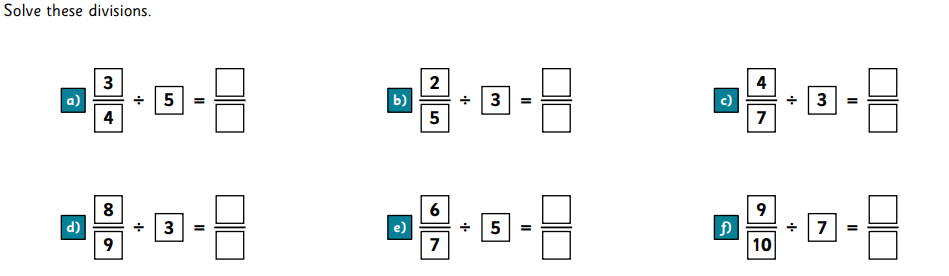 Solve these divisions.
a) 3/4 ÷ 5 =
b) 2/5 ÷ 3 =
c) 4/7 ÷ 3 =
d) 8/9 ÷ 3 =
e) 6/7 ÷ 5 =
f) 9/10 ÷ 7 =